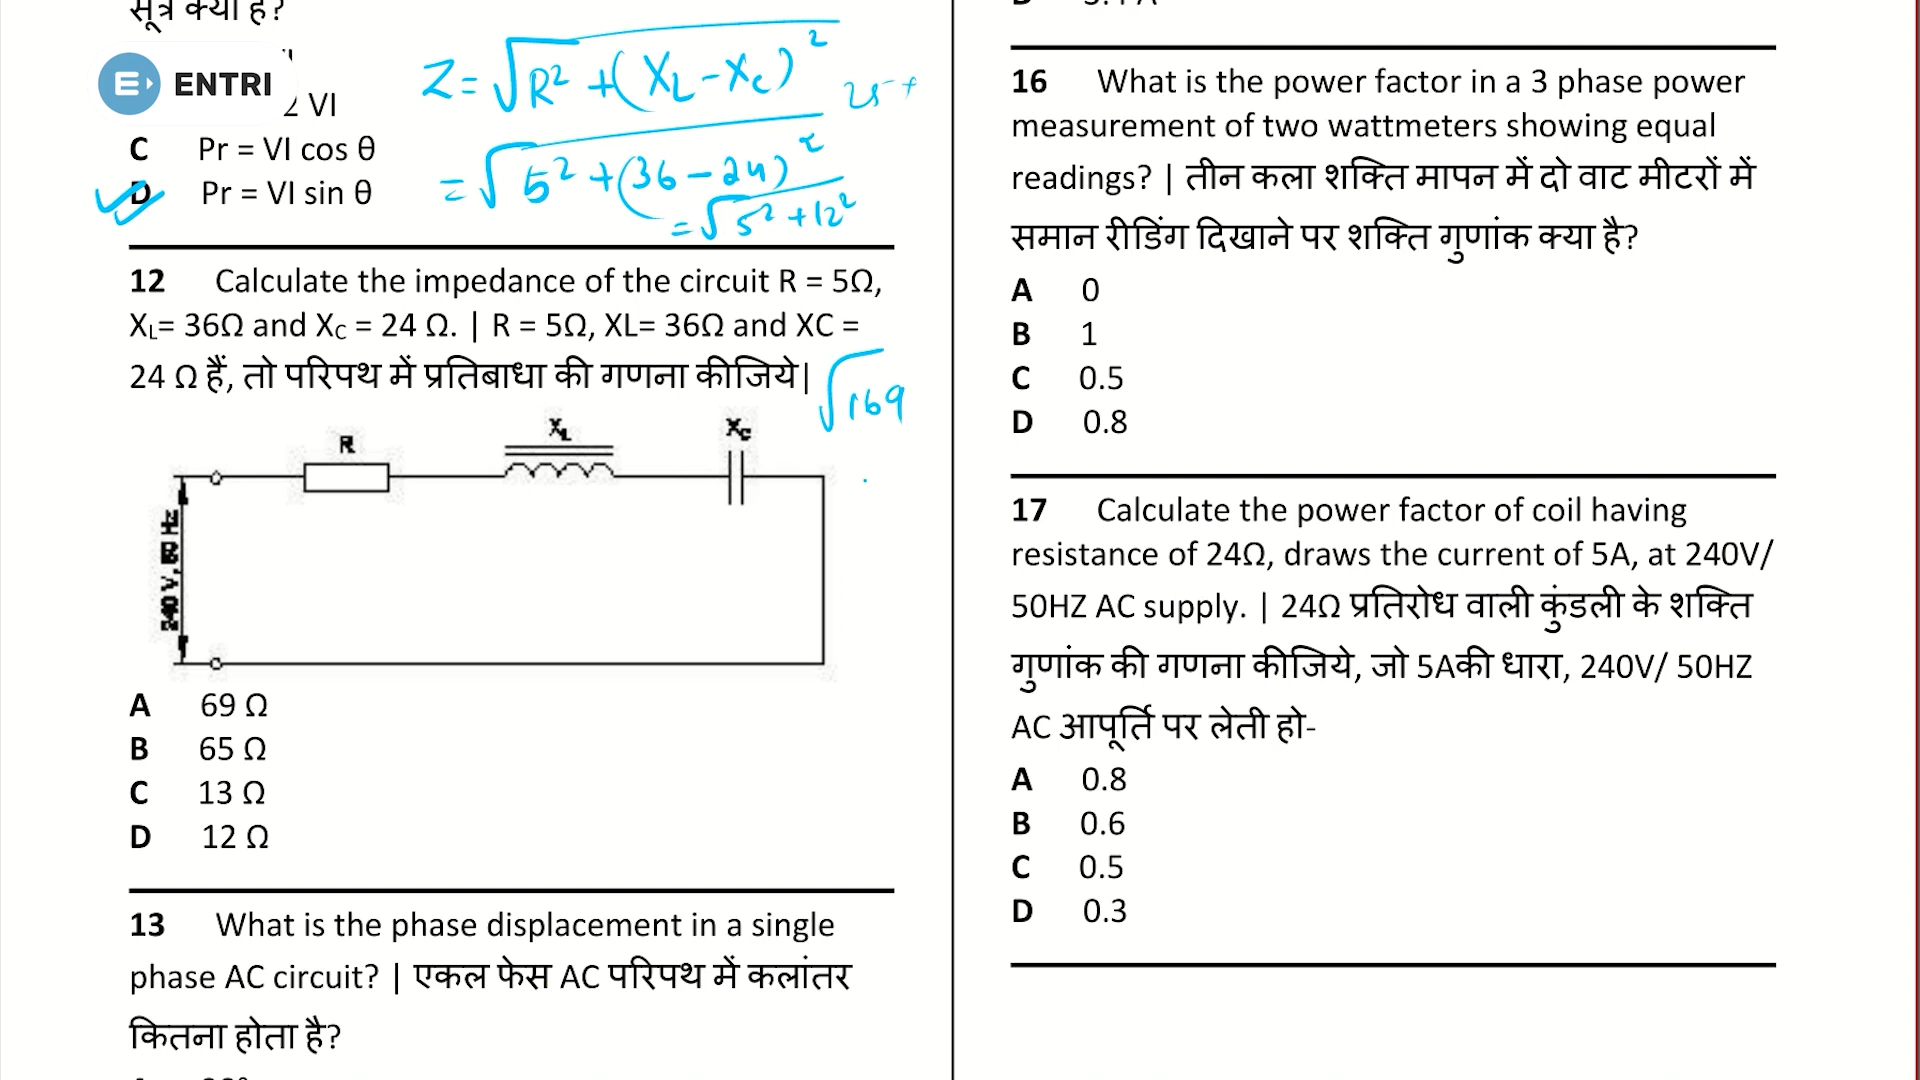 सूत्र क्या है?
ENTRI
2 VI
C Pr = VI cos θ
D Pr = VI sin θ
Z = √R² + (XL - Xc)²
25 +
= √5² + (36 - 24)²
= √5² + 12²
12 Calculate the impedance of the circuit R = 5Ω,
XL= 36Ω and XC = 24 Ω. | R = 5Ω, XL= 36Ω and XC =
24 Ω हैं, तो परिपथ में प्रतिबाधा की गणना कीजिये|
√169
R
XL
XC
240 V, 50 Hz
A 69 Ω
B 65 Ω
C 13 Ω
D 12 Ω
13 What is the phase displacement in a single
phase AC circuit? | एकल फेस AC परिपथ में कलांतर
कितना होता है?
16 What is the power factor in a 3 phase power
measurement of two wattmeters showing equal
readings? | तीन कला शक्ति मापन में दो वाट मीटरों में
समान रीडिंग दिखाने पर शक्ति गुणांक क्या है?
A 0
B 1
C 0.5
D 0.8
17 Calculate the power factor of coil having
resistance of 24Ω, draws the current of 5A, at 240V/
50HZ AC supply. | 24Ω प्रतिरोध वाली कुंडली के शक्ति
गुणांक की गणना कीजिये, जो 5Aकी धारा, 240V/ 50HZ
AC आपूर्ति पर लेती हो-
A 0.8
B 0.6
C 0.5
D 0.3